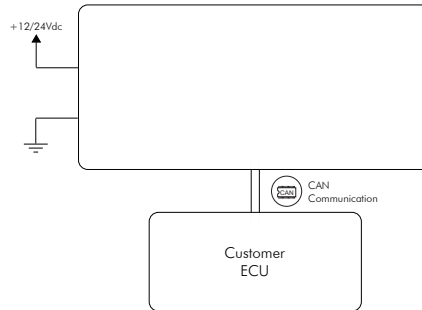 +12/24Vdc
CAN
CAN
Communication
Customer
ECU